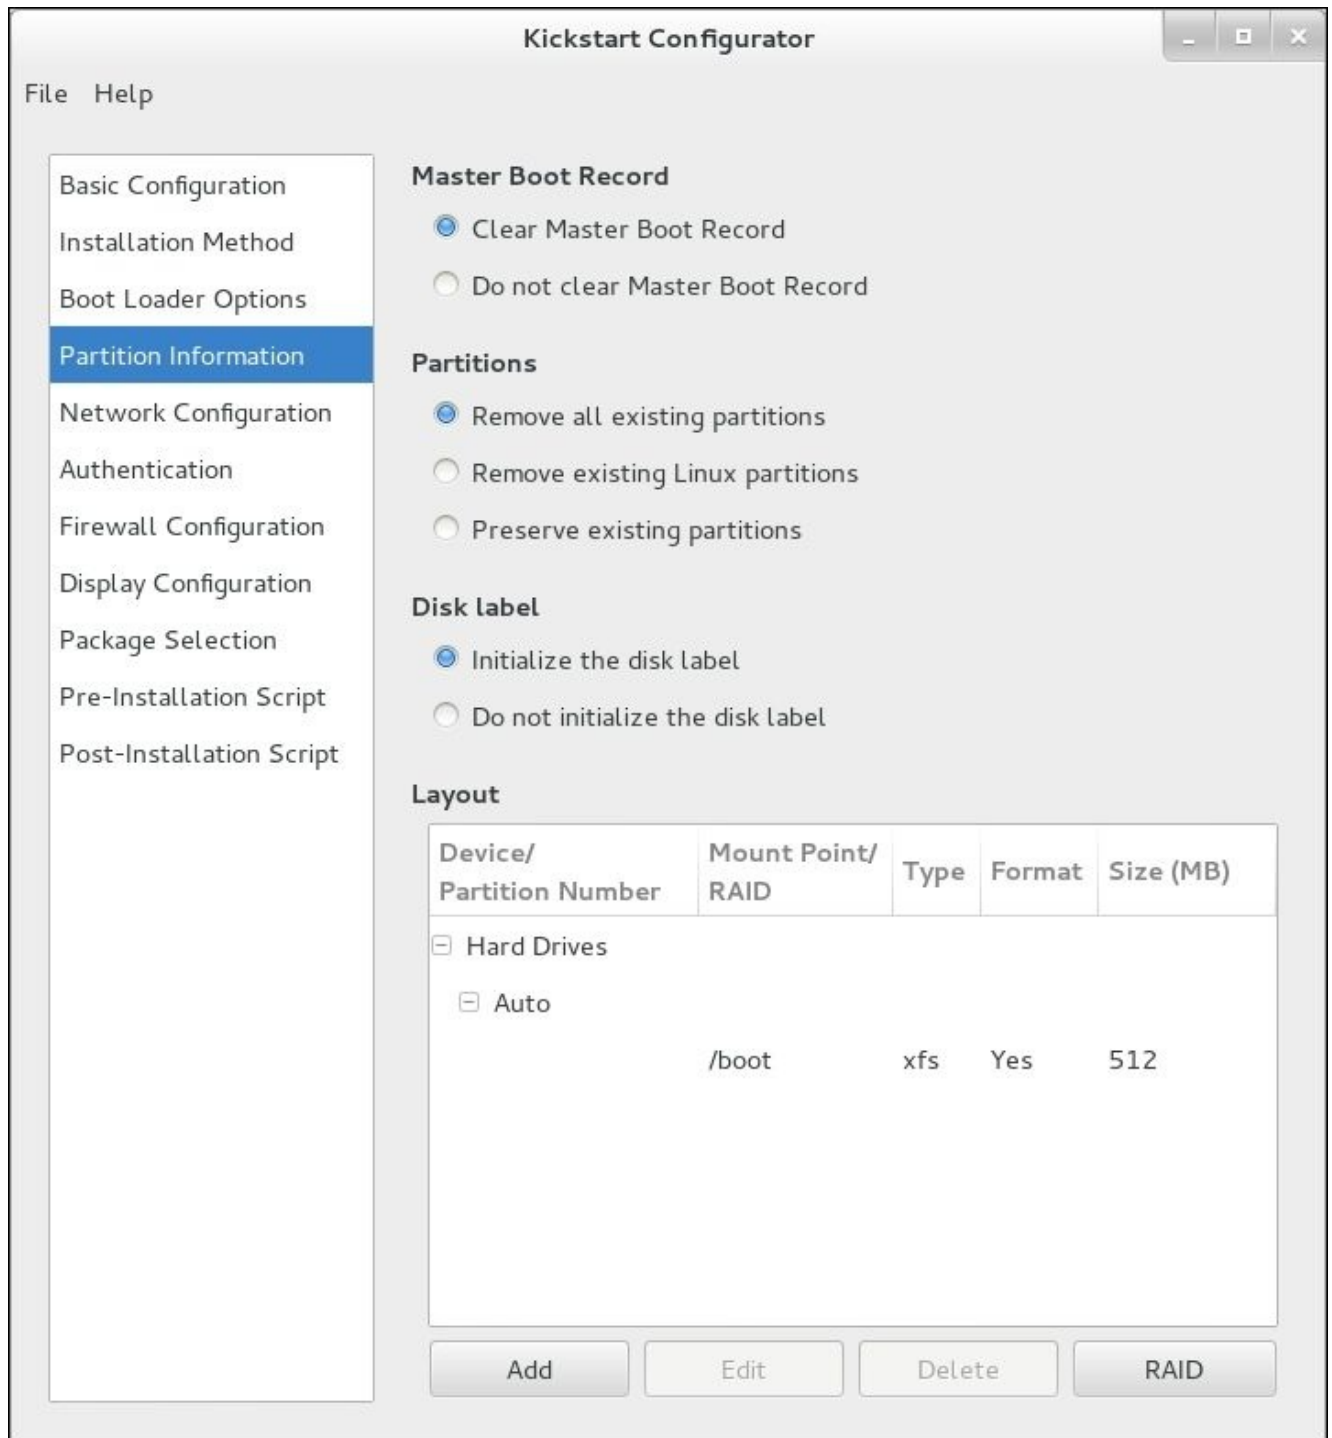 Kickstart Configurator
File Help
Basic Configuration
Installation Method
Boot Loader Options
Partition Information
Network Configuration
Authentication
Firewall Configuration
Display Configuration
Package Selection
Pre-Installation Script
Post-Installation Script
Master Boot Record
Clear Master Boot Record
Do not clear Master Boot Record
Partitions
Remove all existing partitions
Remove existing Linux partitions
Preserve existing partitions
Disk label
Initialize the disk label
Do not initialize the disk label
Layout
Device/
Partition Number
Mount Point/
RAID
Type
Format
Size (MB)
Hard Drives
Auto
/boot xfs Yes 512
Add Edit Delete RAID